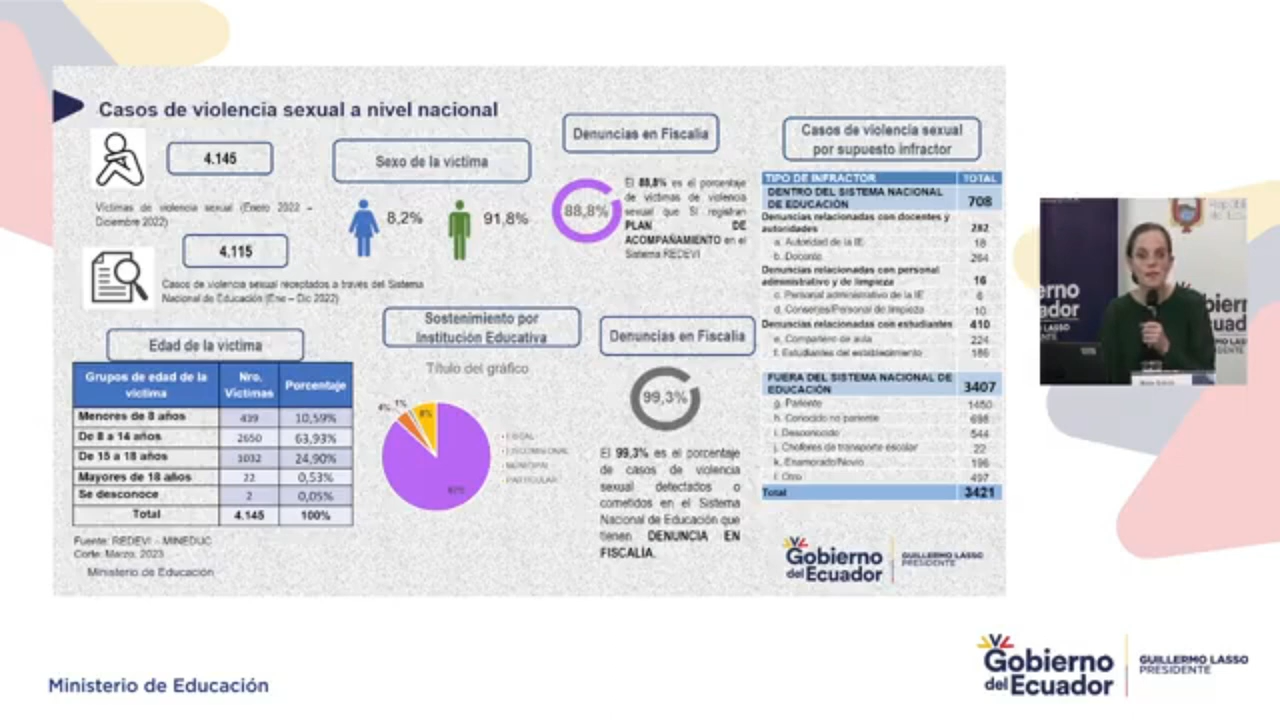 Casos de violencia sexual a nivel nacional
4.145
Víctimas de violencia sexual (Enero 2022 –
Diciembre 2022)
4.115
Casos de violencia sexual receptados a través del Sistema
Nacional de Educación (Ene – Dic 2022)
Sexo de la víctima
8,2%
91,8%
Denuncias en Fiscalía
88,8%
El 88,8% es el porcentaje
de víctimas de violencia
sexual que SI registran
PLAN DE
ACOMPAÑAMIENTO en el
Sistema REDEVI
Casos de violencia sexual
por supuesto infractor
TIPO DE INFRACTOR TOTAL
DENTRO DEL SISTEMA NACIONAL
DE EDUCACIÓN 708
Denuncias relacionadas con docentes y
autoridades 282
a. Autoridad de la IE 18
b. Docente 264
Denuncias relacionadas con personal
administrativo y de limpieza 16
c. Personal administrativo de la IE 6
d. Conserjes/Personal de limpieza 10
Denuncias relacionadas con estudiantes 410
e. Compañero de aula 224
f. Estudiantes del establecimiento 186
FUERA DEL SISTEMA NACIONAL DE
EDUCACIÓN 3407
g. Pariente 1450
h. Conocido no pariente 698
i. Desconocido 544
j. Chóferes de transporte escolar 22
k. Enamorado/Novio 196
l. Otro 497
Total 3421
Edad de la víctima
Grupos de edad de la
víctima
Nro.
Víctimas
Porcentaje
Menores de 8 años 439 10,59%
De 8 a 14 años 2650 63,93%
De 15 a 18 años 1032 24,90%
Mayores de 18 años 22 0,53%
Se desconoce 2 0,05%
Total 4.145 100%
Fuente: REDEVI – MINEDUC
Corte: Marzo, 2023
Ministerio de Educación
Sostenimiento por
Institución Educativa
Título del gráfico
4%
1%
8%
87%
FISCAL
FISCOMISIONAL
MUNICIPAL
PARTICULAR
Denuncias en Fiscalía
99,3%
El 99,3% es el porcentaje
de casos de violencia
sexual detectados o
cometidos en el Sistema
Nacional de Educación que
tienen DENUNCIA EN
FISCALÍA.
Gobierno
del Ecuador
GUILLERMO LASSO
PRESIDENTE
Ministerio de Educación
Gobierno
del Ecuador
GUILLERMO LASSO
PRESIDENTE